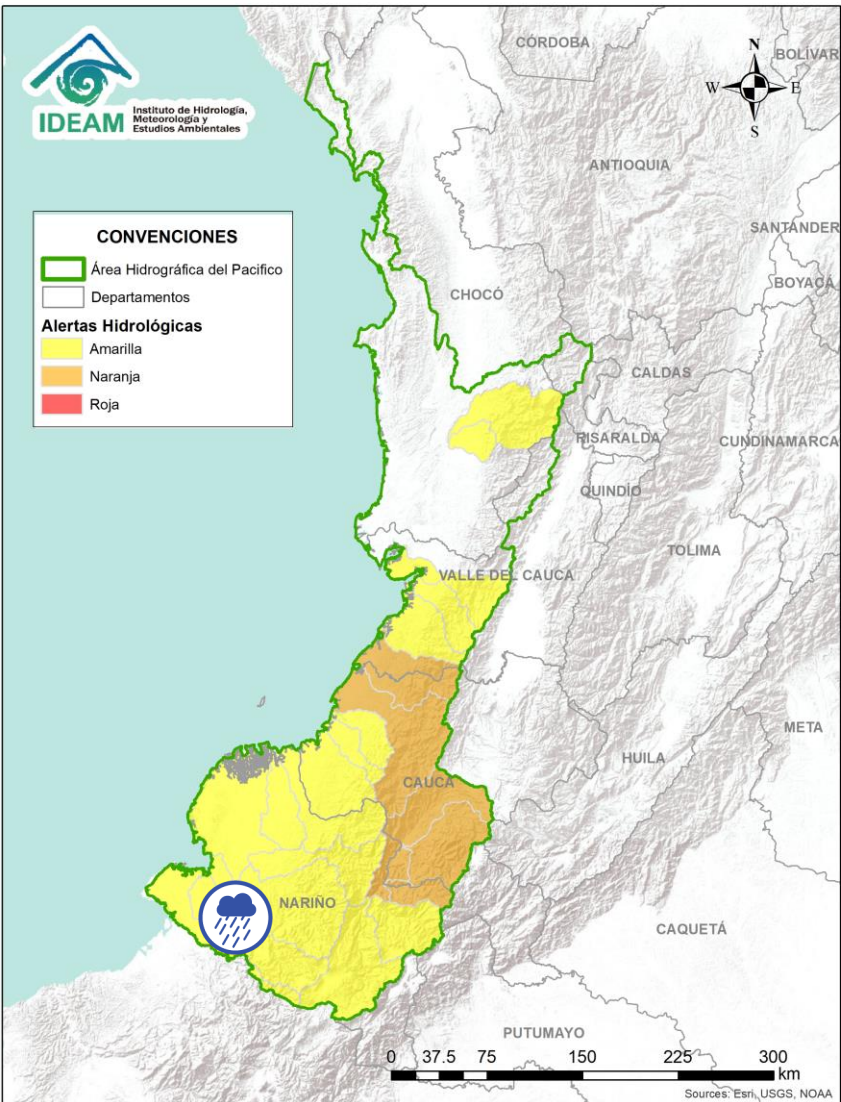 IDEAM
Instituto de Hidrología,
Meteorología y
Estudios Ambientales
N
W
E
S
CONVENCIONES
Área Hidrográfica del Pacifico
Departamentos
Alertas Hidrológicas
Amarilla
Naranja
Roja
CÓRDOBA
BOLÍVAR
ANTIOQUIA
SANTANDER
BOYACÁ
CHOCÓ
CALDAS
RISARALDA
CUNDINAMARCA
QUINDÍO
TOLIMA
VALLE DEL CAUCA
META
HUILA
CAUCA
NARIÑO
CAQUETÁ
PUTUMAYO
0 37.5 75 150 225 300
km
Sources: Esri, USGS, NOAA